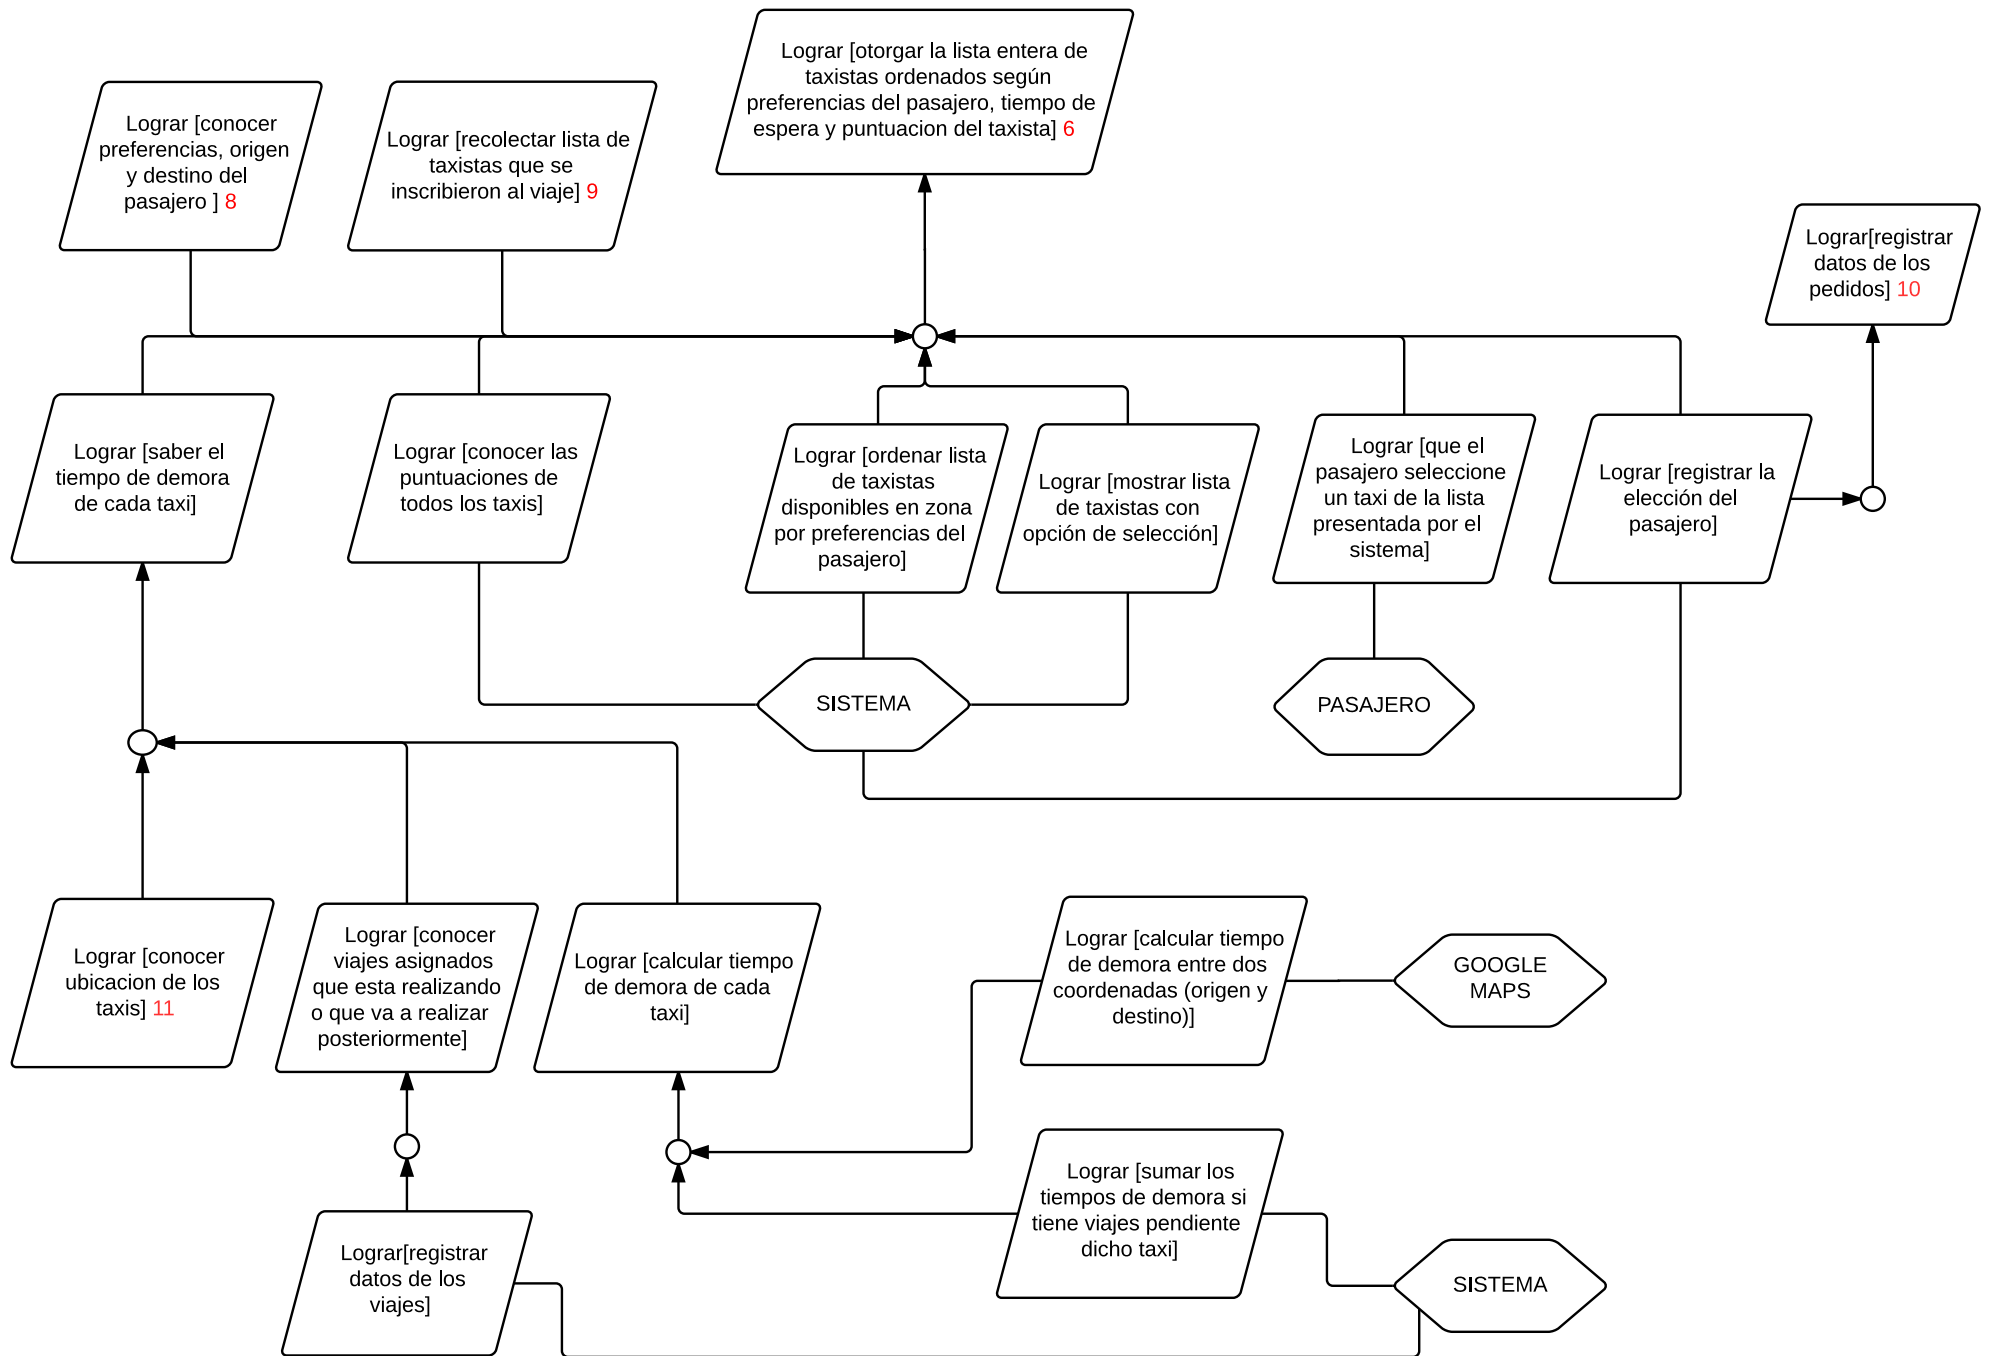 Lograr [otorgar la lista entera de
taxistas ordenados según
preferencias del pasajero, tiempo de
espera y puntuacion del taxista] 6
Lograr [conocer
preferencias, origen
y destino del
pasajero ] 8
Lograr [recolectar lista de
taxistas que se
inscribieron al viaje] 9
Lograr[registrar
datos de los
pedidos] 10
Lograr [saber el
tiempo de demora
de cada taxi]
Lograr [conocer las
puntuaciones de
todos los taxis]
Lograr [ordenar lista
de taxistas
disponibles en zona
por preferencias del
pasajero]
Lograr [mostrar lista
de taxistas con
opción de selección]
Lograr [que el
pasajero seleccione
un taxi de la lista
presentada por el
sistema]
Lograr [registrar la
elección del
pasajero]
SISTEMA
PASAJERO
Lograr [conocer
ubicacion de los
taxis] 11
Lograr [conocer
viajes asignados
que esta realizando
o que va a realizar
posteriormente]
Lograr [calcular tiempo
de demora de cada
taxi]
Lograr [calcular tiempo
de demora entre dos
coordenadas (origen y
destino)]
GOOGLE
MAPS
Lograr [sumar los
tiempos de demora si
tiene viajes pendiente
dicho taxi]
Lograr[registrar
datos de los
viajes]
SISTEMA